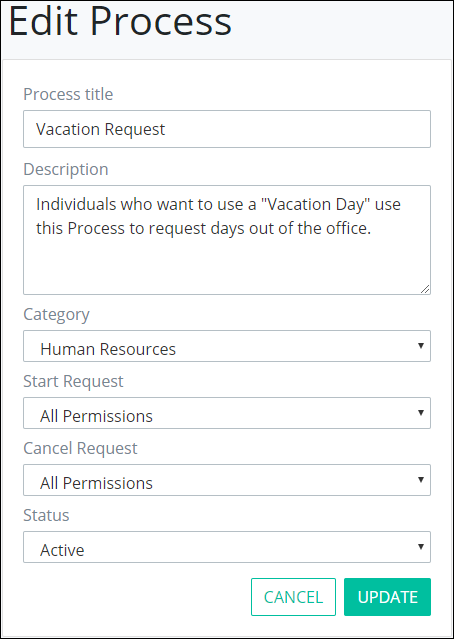 Edit Process
Process title
Vacation Request
Description
Individuals who want to use a "Vacation Day" use
this Process to request days out of the office.
Category
Human Resources
Start Request
All Permissions
Cancel Request
All Permissions
Status
Active
CANCEL UPDATE